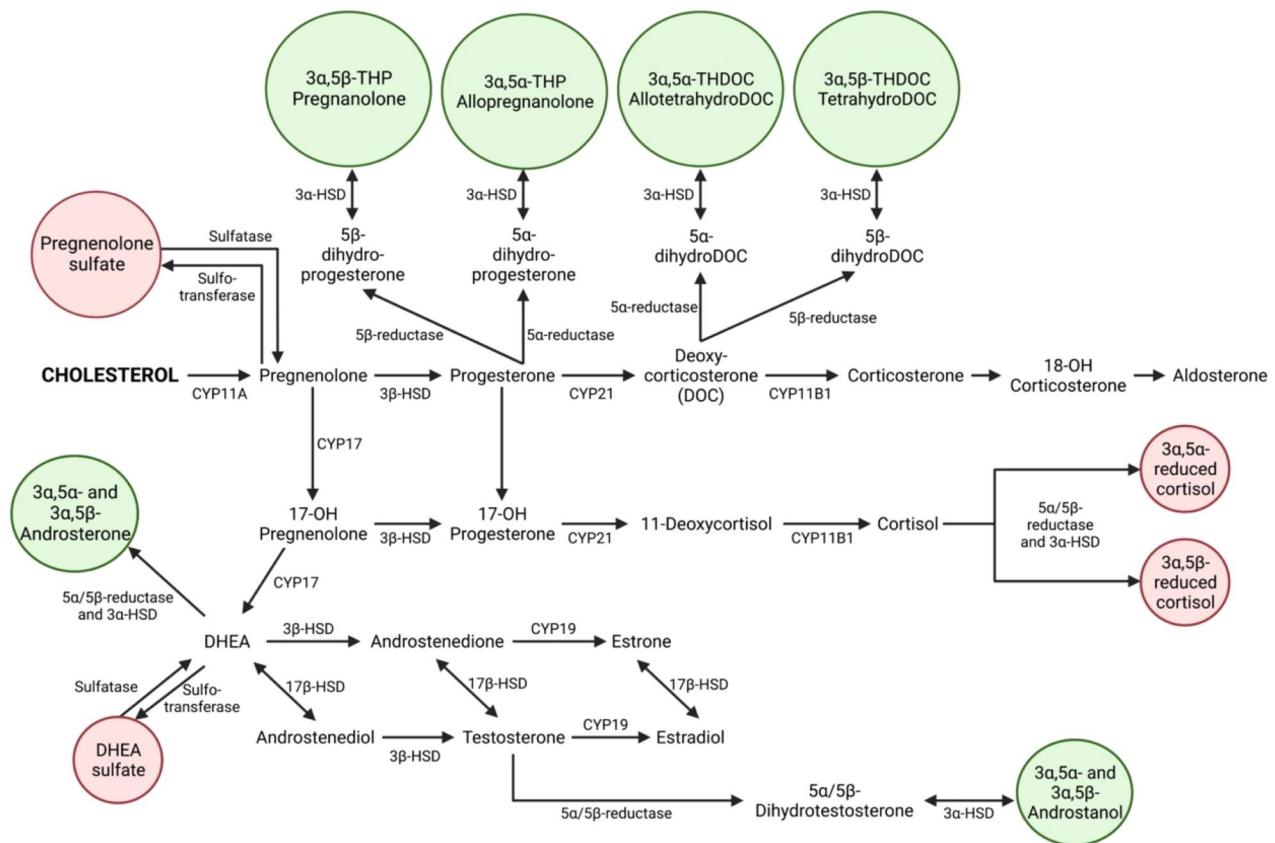 3α,5β-THP
Pregnanolone
3α,5α-THP
Allopregnanolone
3α,5α-THDOC
AllotetrahydroDOC
3α,5β-THDOC
TetrahydroDOC
3α-HSD
3α-HSD
3α-HSD
3α-HSD
Pregnenolone
sulfate
Sulfatase
Sulfo-
transferase
5β-
dihydro-
progesterone
5α-
dihydro-
progesterone
5α-
dihydroDOC
5β-
dihydroDOC
5β-reductase
5α-reductase
5α-reductase
5β-reductase
CHOLESTEROL
CYP11A
Pregnenolone
3β-HSD
Progesterone
CYP21
Deoxy-
corticosterone
(DOC)
CYP11B1
Corticosterone
18-OH
Corticosterone
Aldosterone
CYP17
3α,5α- and
3α,5β-
Androsterone
17-OH
Pregnenolone
3β-HSD
17-OH
Progesterone
CYP21
11-Deoxycortisol
CYP11B1
Cortisol
5α/5β-
reductase
and 3α-HSD
3α,5α-
reduced
cortisol
3α,5β-
reduced
cortisol
CYP17
5α/5β-reductase
and 3α-HSD
DHEA
3β-HSD
Androstenedione
CYP19
Estrone
Sulfatase
Sulfo-
transferase
17β-HSD
17β-HSD
17β-HSD
DHEA
sulfate
Androstenediol
3β-HSD
Testosterone
CYP19
Estradiol
5α/5β-reductase
5α/5β-
Dihydrotestosterone
3α-HSD
3α,5α- and
3α,5β-
Androstanol